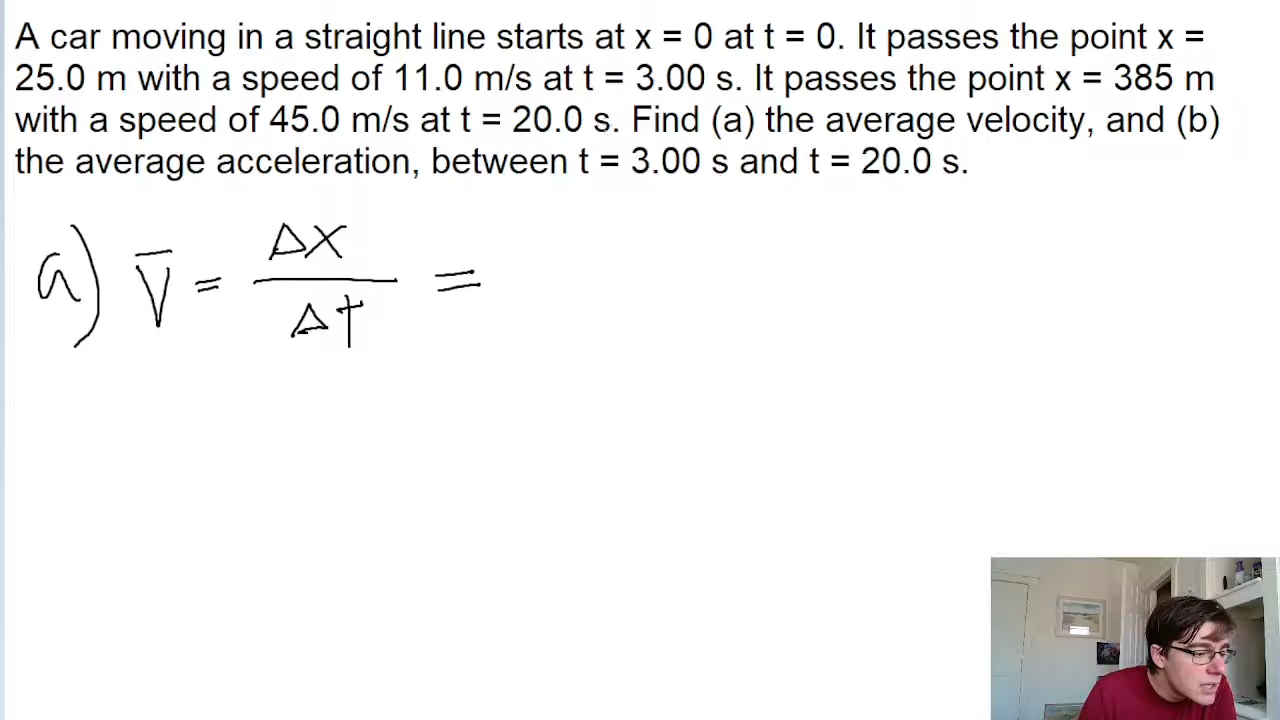 A car moving in a straight line starts at x = 0 at t = 0. It passes the point x =
25.0 m with a speed of 11.0 m/s at t = 3.00 s. It passes the point x = 385 m
with a speed of 45.0 m/s at t = 20.0 s. Find (a) the average velocity, and (b)
the average acceleration, between t = 3.00 s and t = 20.0 s.
a) V̅ = Δx / Δt =